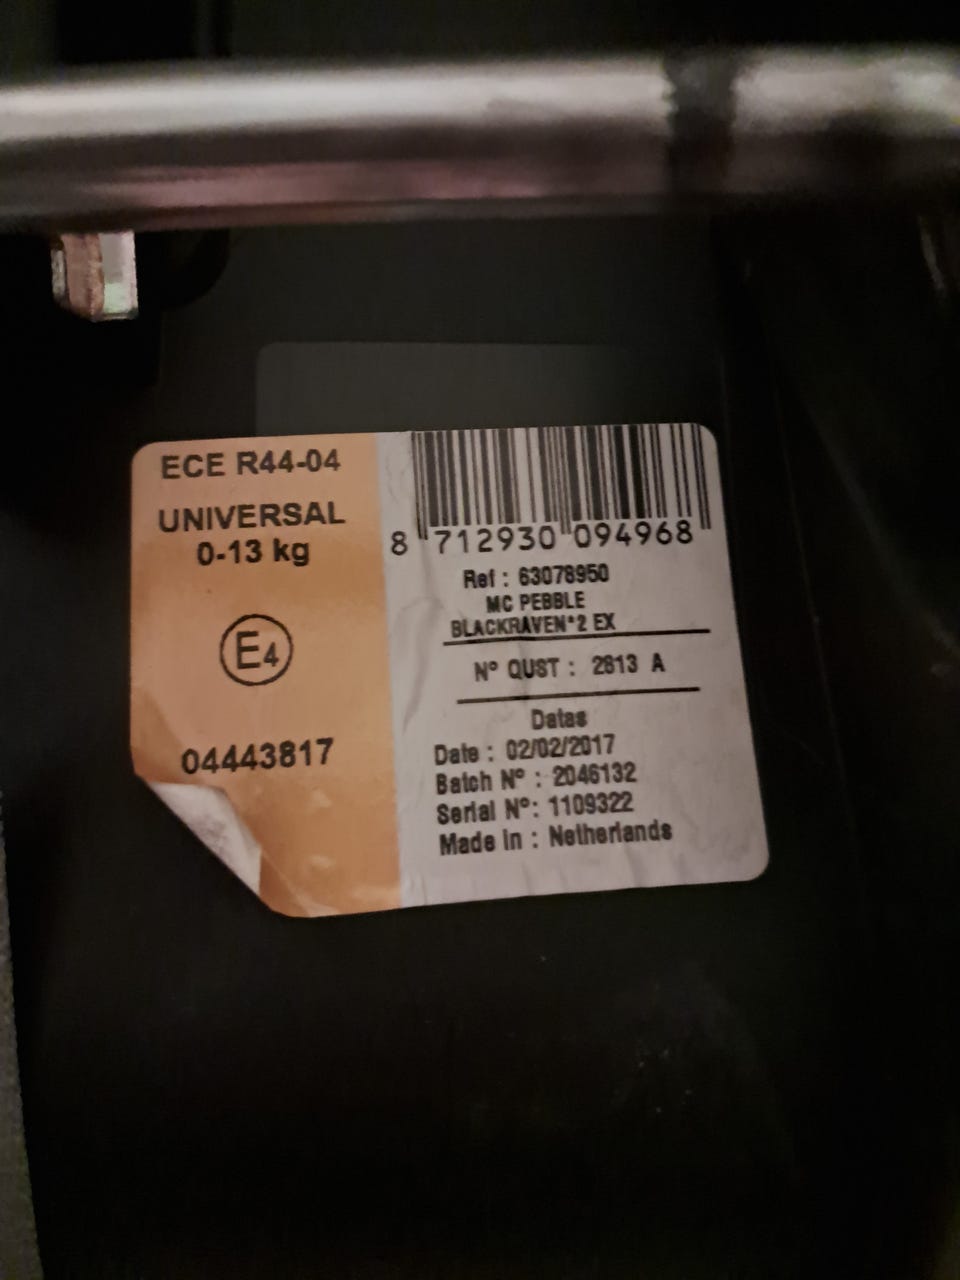 ECE R44-04
UNIVERSAL
0-13 kg
E4
04443817
8 712930 094968
Ref : 63078950
MC PEBBLE
BLACKRAVEN*2 EX
N° QUST : 2813 A
Datas
Date : 02/02/2017
Batch N° : 2046132
Serial N°: 1109322
Made in : Netherlands